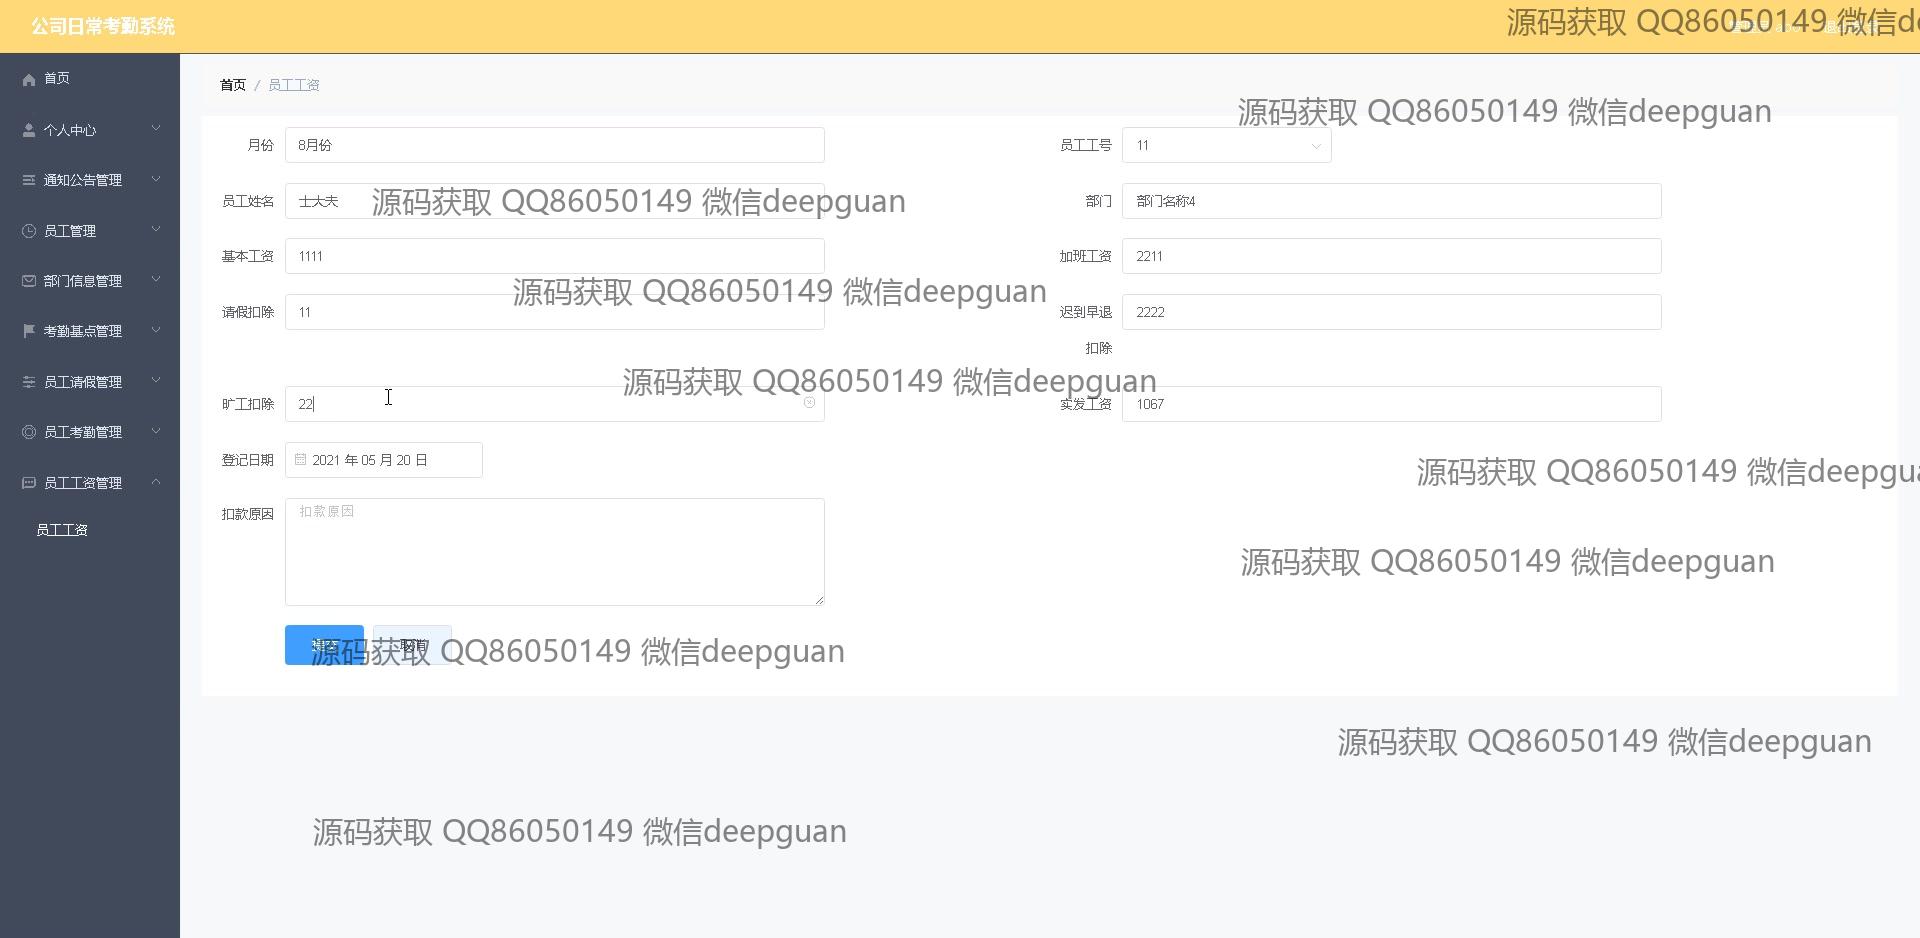 公司日常考勤系统
源码获取 QQ86050149 微信de
首页
个人中心
通知公告管理
员工管理
部门信息管理
考勤基点管理
员工请假管理
员工考勤管理
员工工资管理
员工工资
首页 / 员工工资
源码获取 QQ86050149 微信deepguan
月份 8月份 员工工号 11
员工姓名 士大夫 部门 部门名称4
源码获取 QQ86050149 微信deepguan
基本工资 1111 加班工资 2211
源码获取 QQ86050149 微信deepguan
请假扣除 11 迟到早退扣除 2222
源码获取 QQ86050149 微信deepguan
旷工扣除 22 实发工资 1067
登记日期 2021 年 05 月 20 日
源码获取 QQ86050149 微信deepgua
扣款原因 扣款原因
源码获取 QQ86050149 微信deepguan
提交 取消
源码获取 QQ86050149 微信deepguan
源码获取 QQ86050149 微信deepguan
源码获取 QQ86050149 微信deepguan